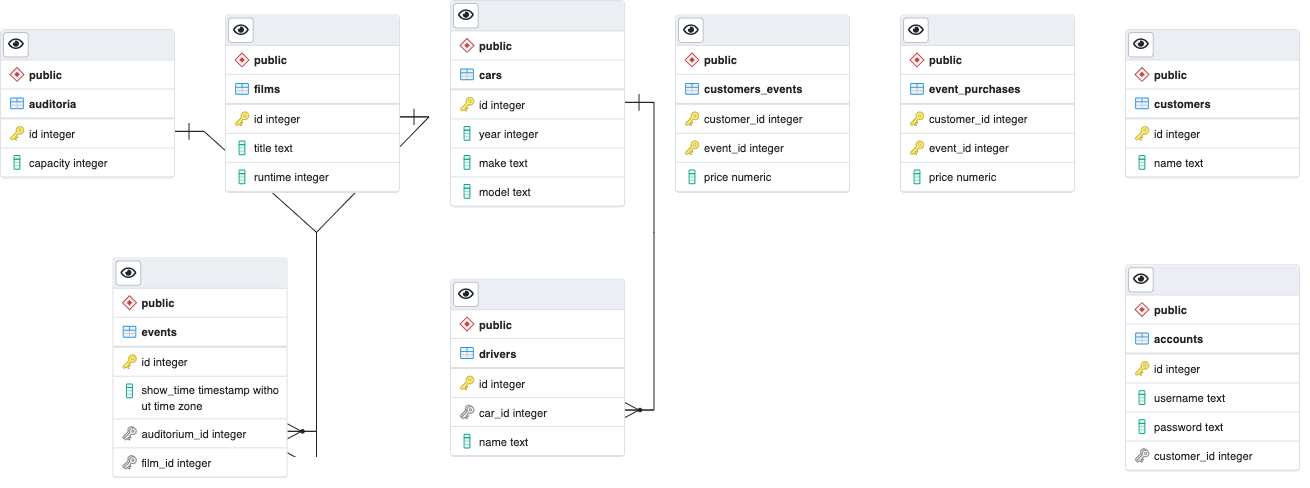 public
auditoria
id integer
capacity integer
public
films
id integer
title text
runtime integer
public
cars
id integer
year integer
make text
model text
public
customers_events
customer_id integer
event_id integer
price numeric
public
event_purchases
customer_id integer
event_id integer
price numeric
public
customers
id integer
name text
public
events
id integer
show_time timestamp witho
ut time zone
auditorium_id integer
film_id integer
public
drivers
id integer
car_id integer
name text
public
accounts
id integer
username text
password text
customer_id integer